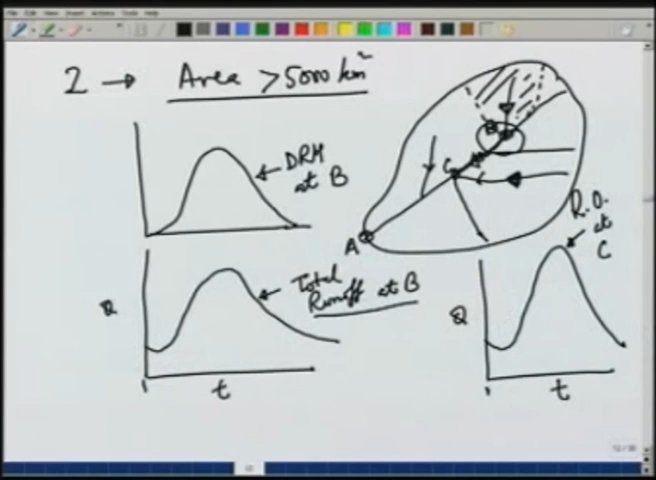 2 → Area > 5000 km²
DRH
at B
B
C
A
R.O.
at
C
Total
Runoff at B
Q
t
Q
t